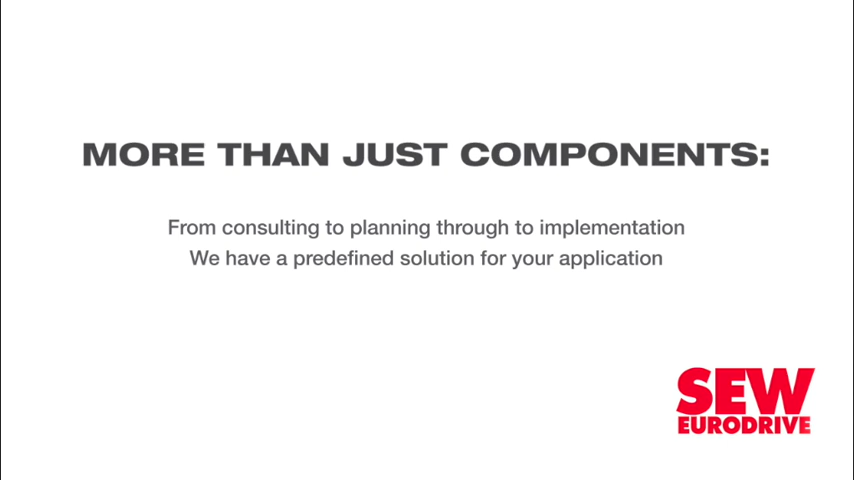 MORE THAN JUST COMPONENTS:
From consulting to planning through to implementation
We have a predefined solution for your application
SEW
EURODRIVE